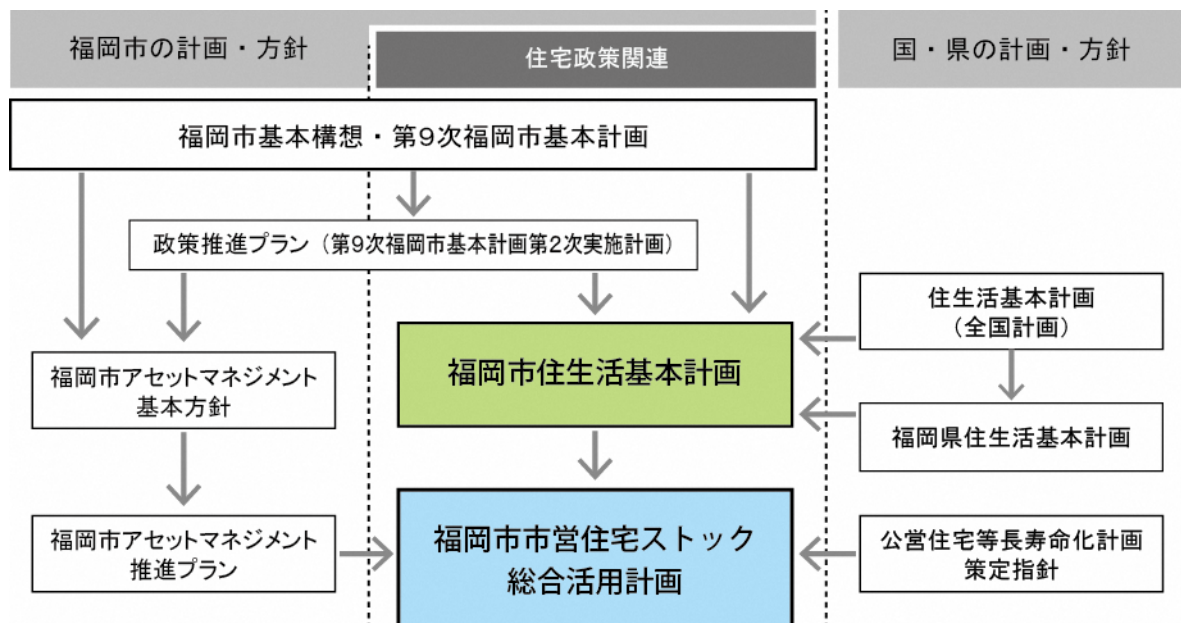 福岡市の計画・方針
住宅政策関連
国・県の計画・方針
福岡市基本構想・第9次福岡市基本計画
政策推進プラン（第9次福岡市基本計画第2次実施計画）
住生活基本計画
（全国計画）
福岡市アセットマネジメント
基本方針
福岡市住生活基本計画
福岡県住生活基本計画
福岡市アセットマネジメント
推進プラン
福岡市市営住宅ストック
総合活用計画
公営住宅等長寿命化計画
策定指針